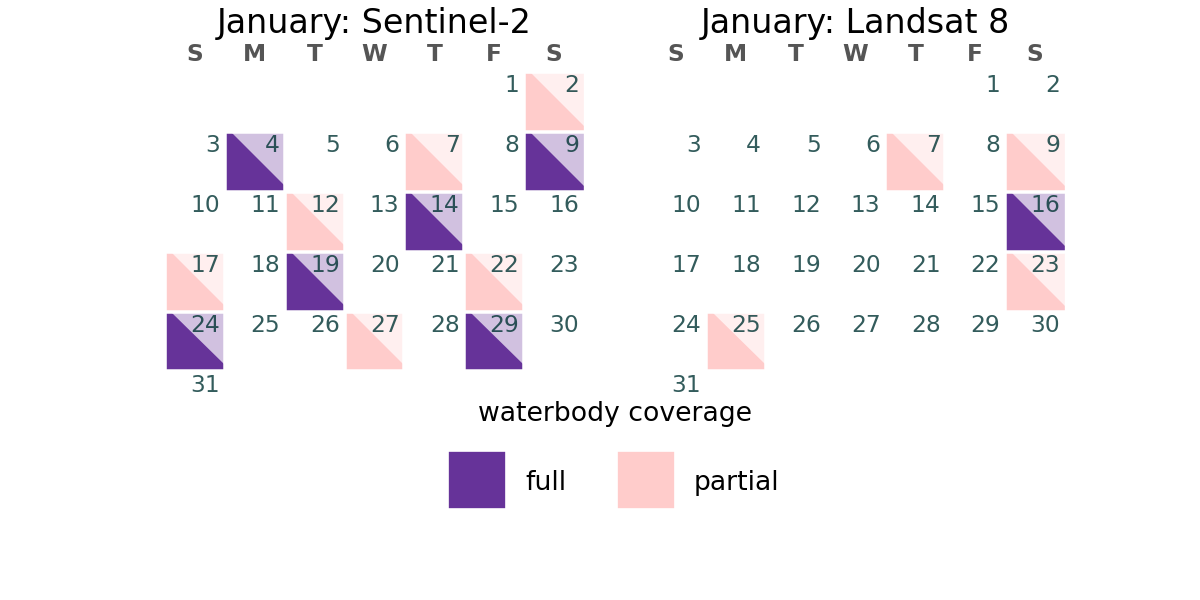 January: Sentinel-2
S M T W T F S
1 2
3 4 5 6 7 8 9
10 11 12 13 14 15 16
17 18 19 20 21 22 23
24 25 26 27 28 29 30
31
January: Landsat 8
S M T W T F S
1 2
3 4 5 6 7 8 9
10 11 12 13 14 15 16
17 18 19 20 21 22 23
24 25 26 27 28 29 30
31
waterbody coverage
full partial